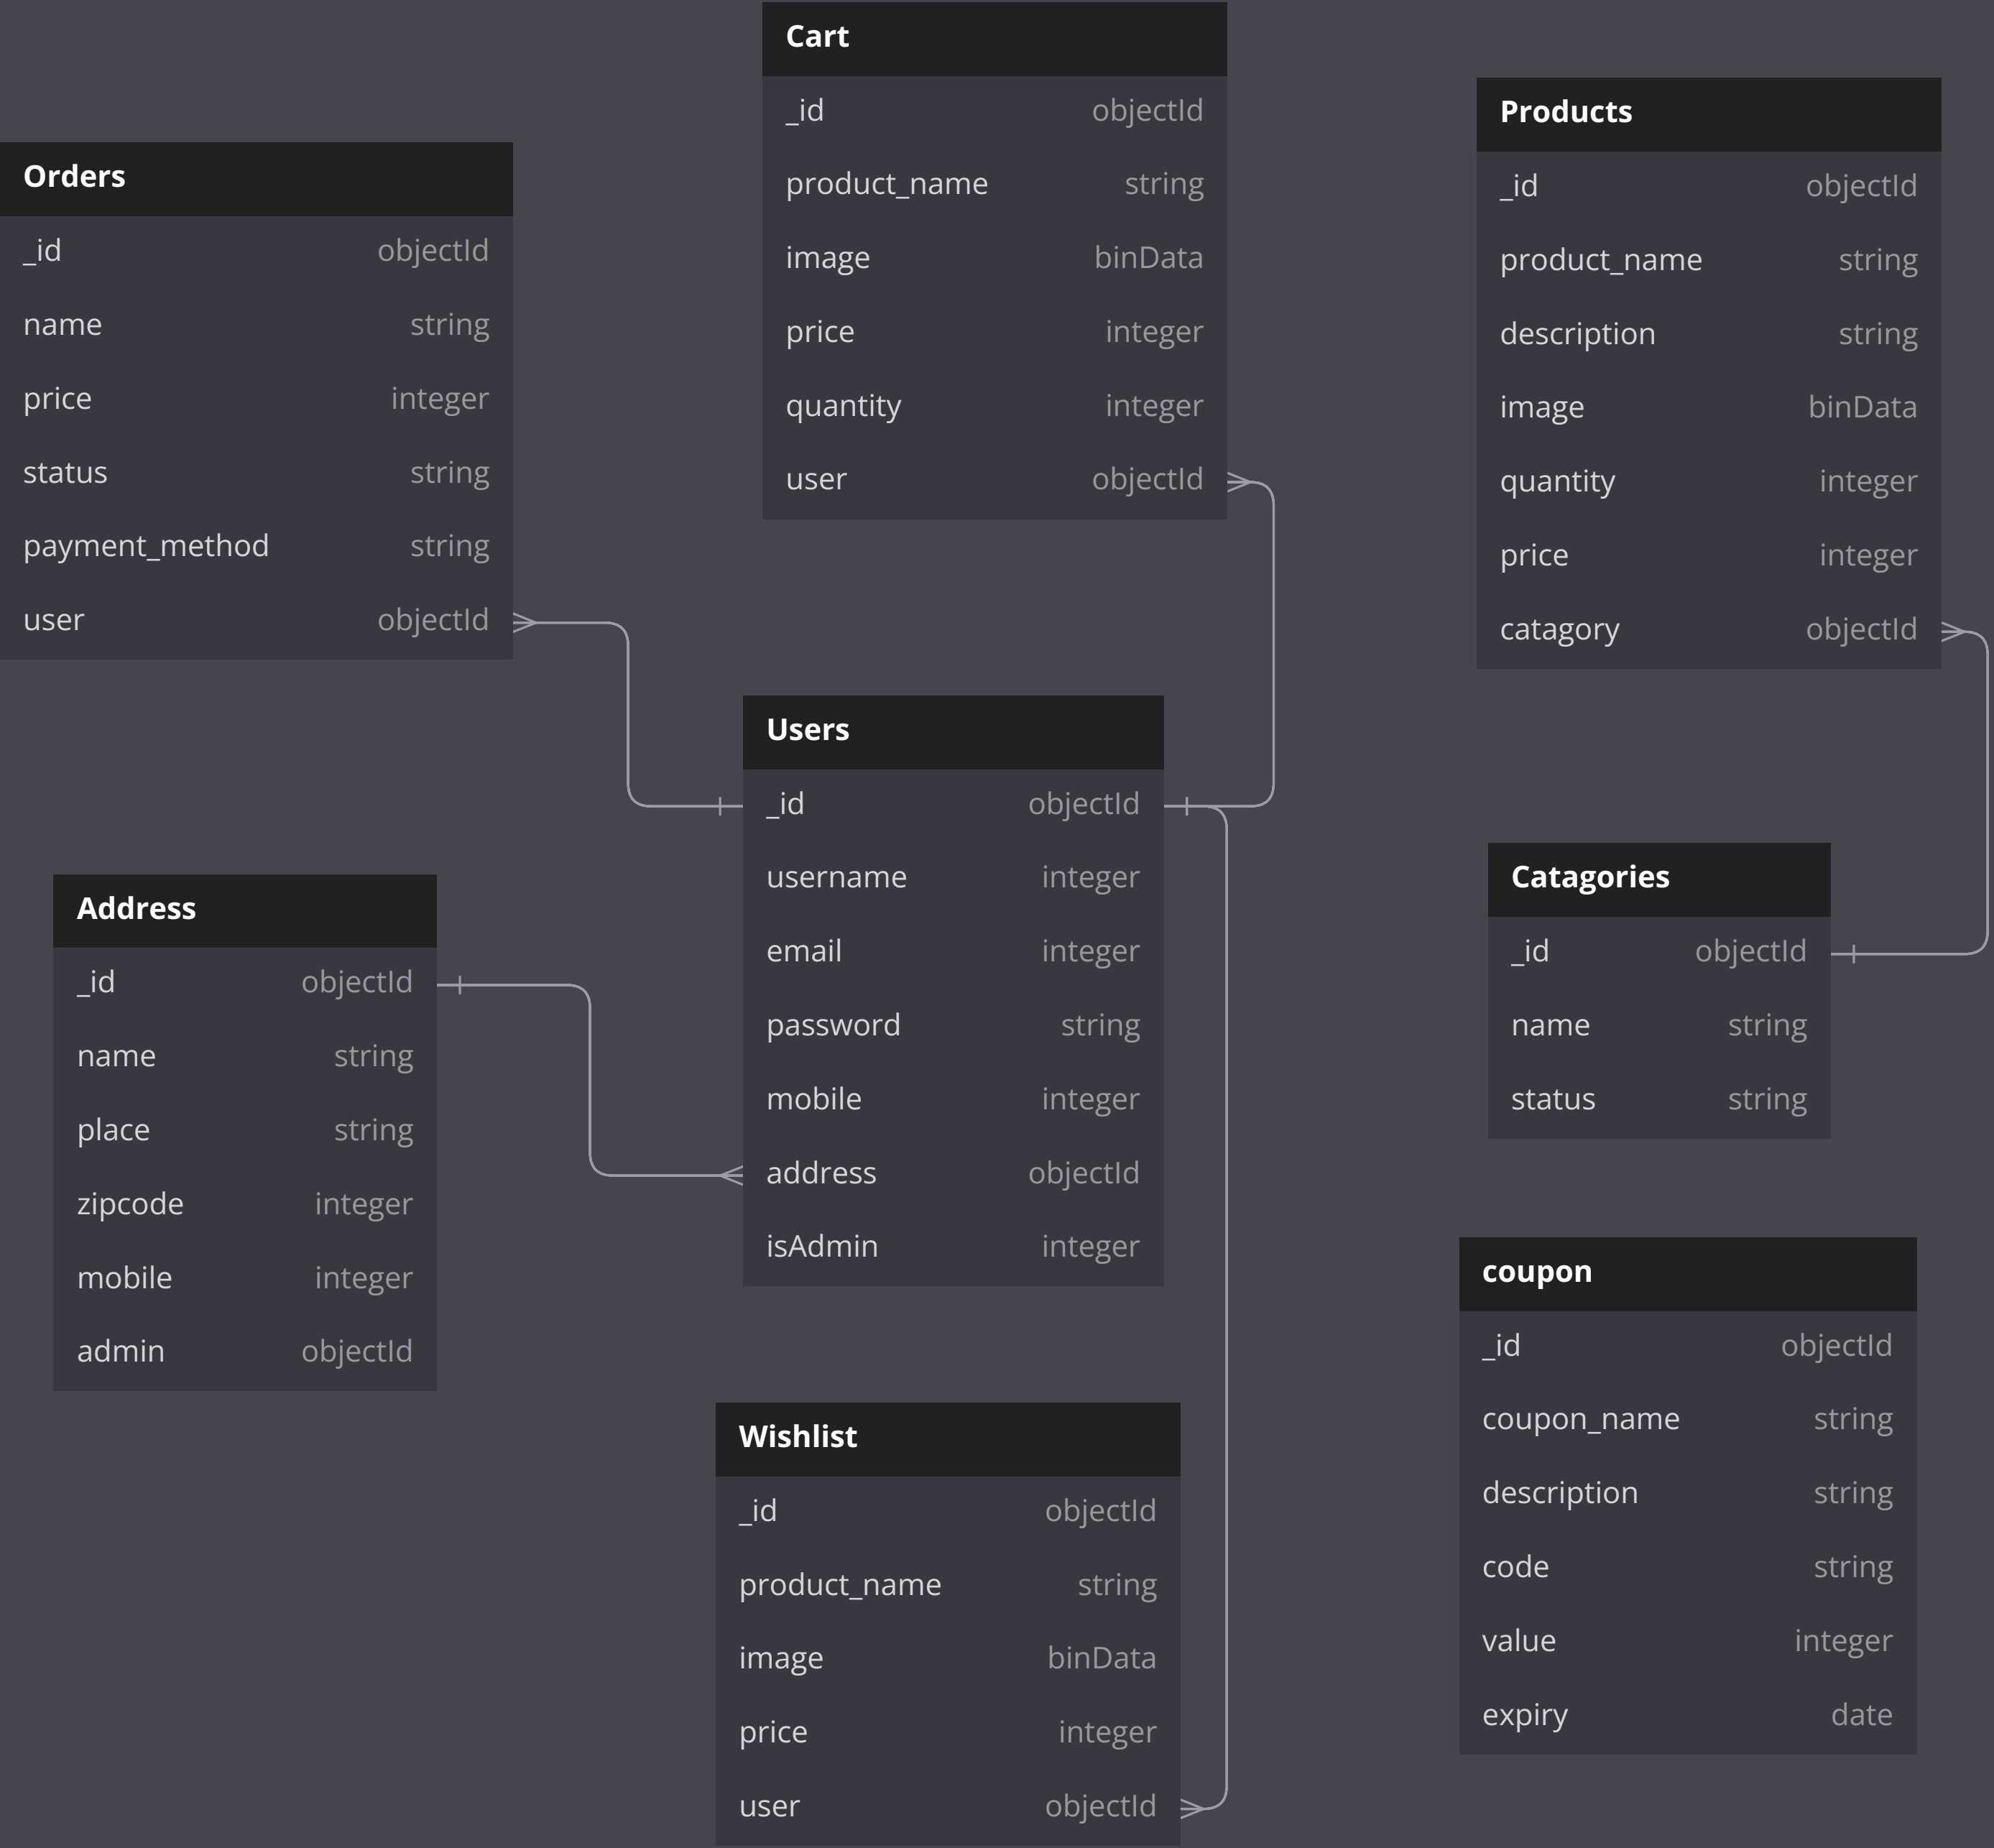 Cart
_id objectId
product_name string
image binData
price integer
quantity integer
user objectId
Products
_id objectId
product_name string
description string
image binData
quantity integer
price integer
catagory objectId
Orders
_id objectId
name string
price integer
status string
payment_method string
user objectId
Users
_id objectId
username integer
email integer
password string
mobile integer
address objectId
isAdmin integer
Catagories
_id objectId
name string
status string
Address
_id objectId
name string
place string
zipcode integer
mobile integer
admin objectId
coupon
_id objectId
coupon_name string
description string
code string
value integer
expiry date
Wishlist
_id objectId
product_name string
image binData
price integer
user objectId